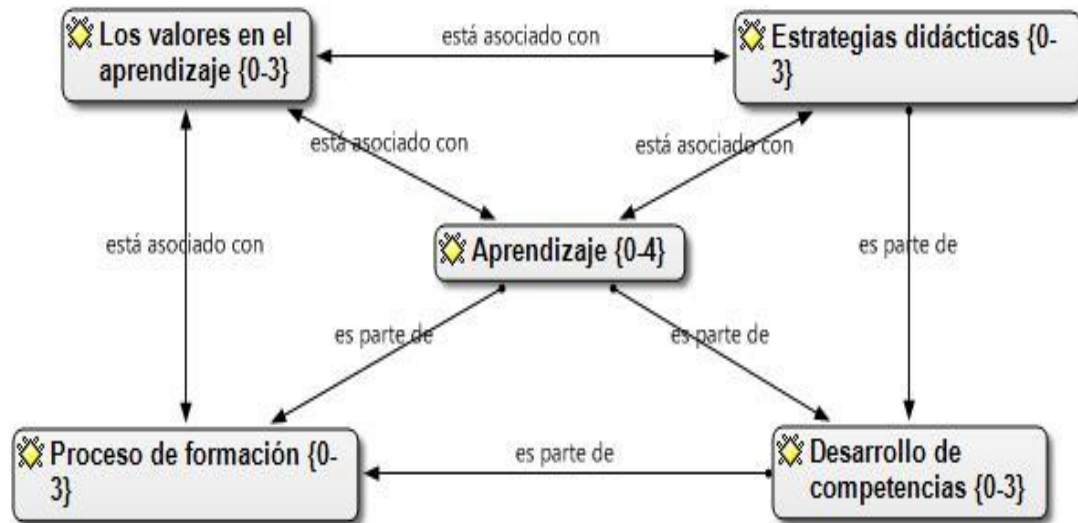 Los valores en el
aprendizaje {0-3}
está asociado con
Estrategias didácticas {0-
3}
está asociado con
está asociado con
está asociado con
Aprendizaje {0-4}
es parte de
es parte de
es parte de
Proceso de formación {0-
3}
es parte de
Desarrollo de
competencias {0-3}